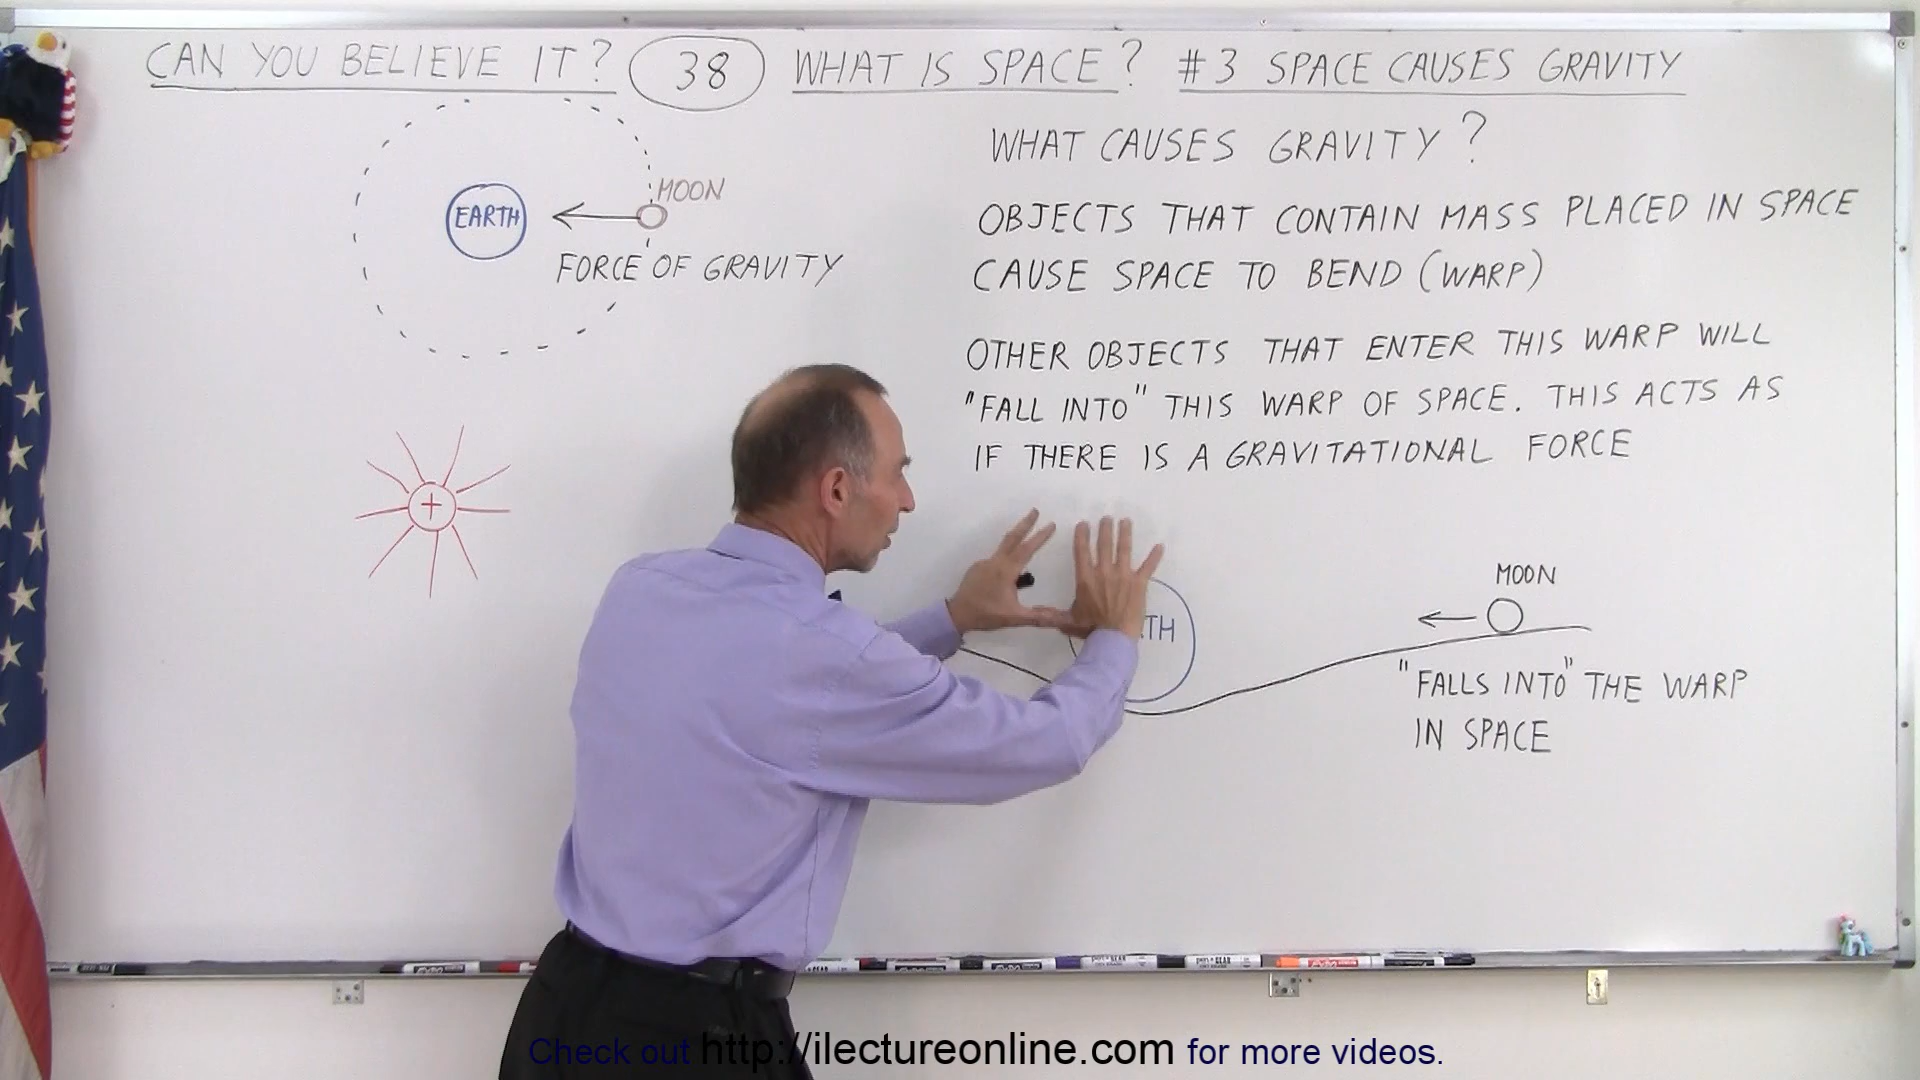 CAN YOU BELIEVE IT? 38 WHAT IS SPACE? #3 SPACE CAUSES GRAVITY
EARTH
MOON
FORCE OF GRAVITY
+
WHAT CAUSES GRAVITY?
OBJECTS THAT CONTAIN MASS PLACED IN SPACE
CAUSE SPACE TO BEND (WARP)
OTHER OBJECTS THAT ENTER THIS WARP WILL
"FALL INTO" THIS WARP OF SPACE. THIS ACTS AS
IF THERE IS A GRAVITATIONAL FORCE
TH
MOON
"FALLS INTO" THE WARP
IN SPACE
Check out http://ilectureonline.com for more videos.